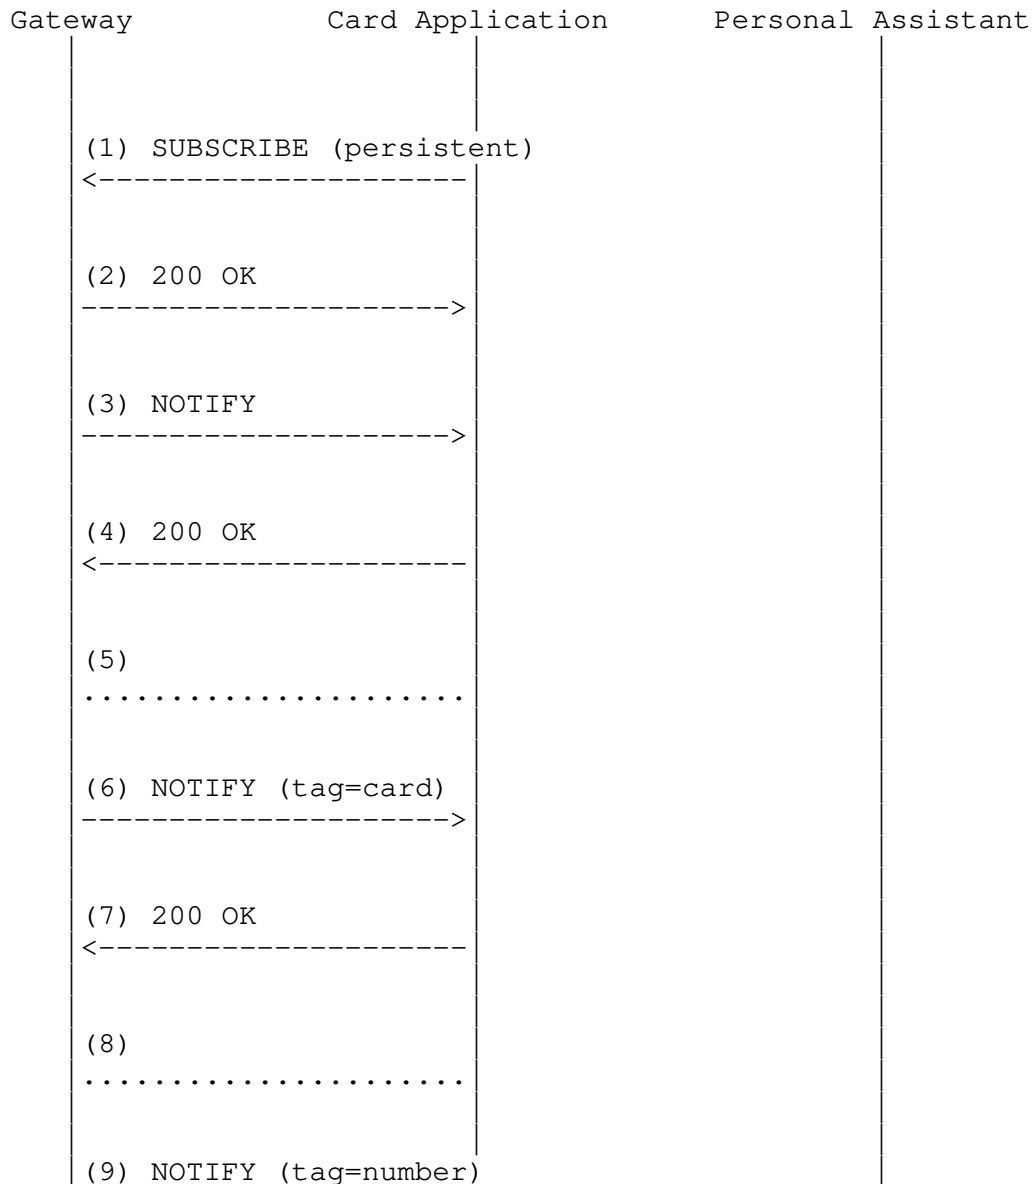 Gateway Card Application Personal Assistant
(1) SUBSCRIBE (persistent)
(2) 200 OK
(3) NOTIFY
(4) 200 OK
(5)
(6) NOTIFY (tag=card)
(7) 200 OK
(8)
(9) NOTIFY (tag=number)